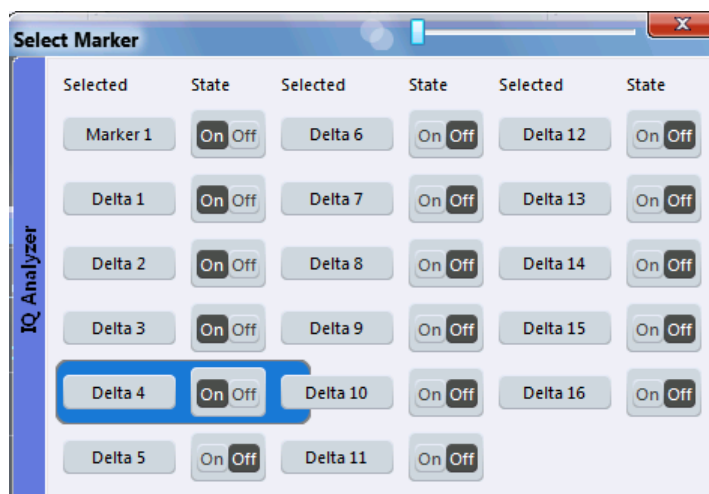 Select Marker
x
IQ Analyzer
Selected State Selected State Selected State
Marker 1 On Off Delta 6 On Off Delta 12 On Off
Delta 1 On Off Delta 7 On Off Delta 13 On Off
Delta 2 On Off Delta 8 On Off Delta 14 On Off
Delta 3 On Off Delta 9 On Off Delta 15 On Off
Delta 4 On Off Delta 10 On Off Delta 16 On Off
Delta 5 On Off Delta 11 On Off